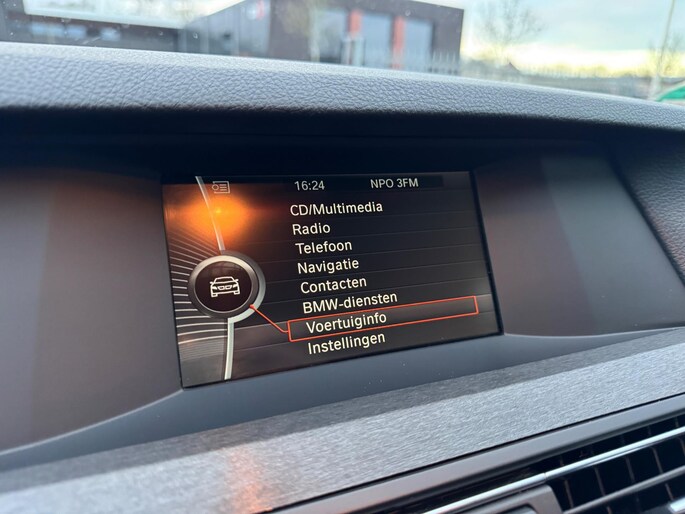 16:24 NPO 3FM
CD/Multimedia
Radio
Telefoon
Navigatie
Contacten
BMW-diensten
Voertuiginfo
Instellingen